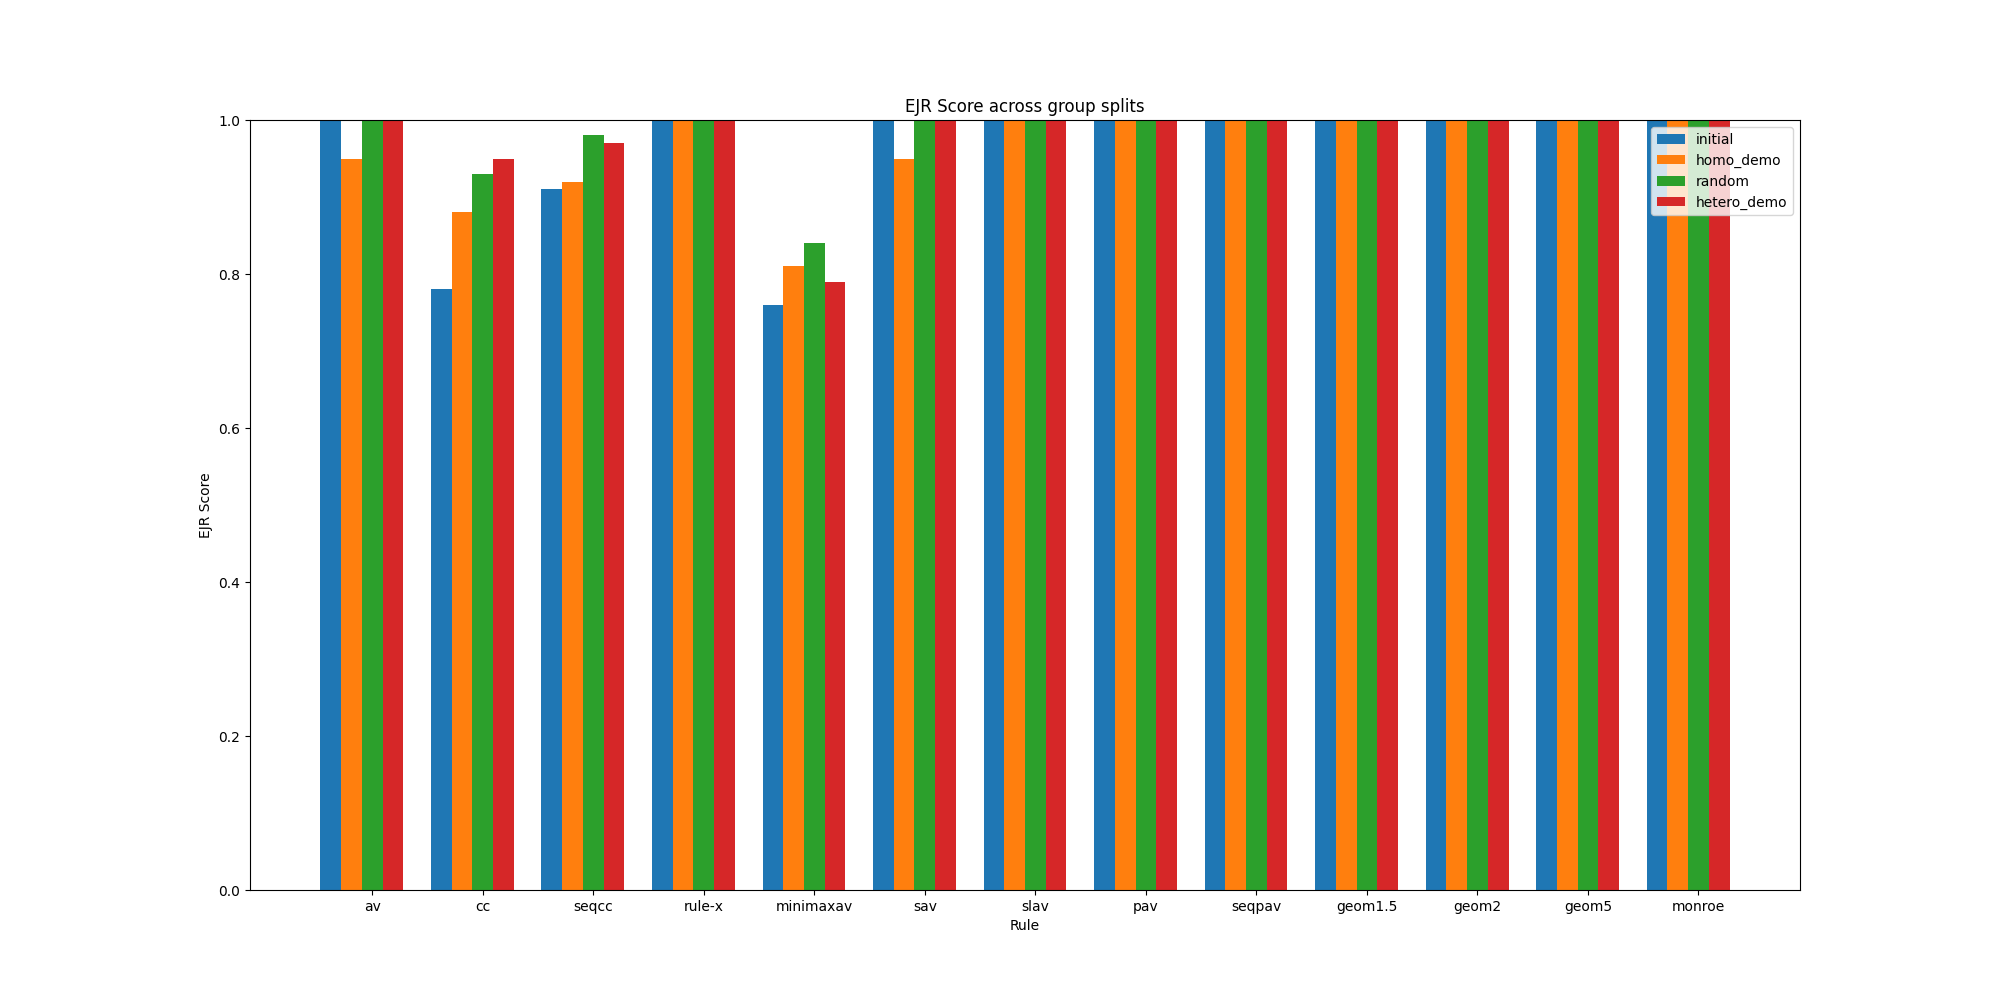 EJR Score across group splits
1.0
0.8
0.6
0.4
0.2
0.0
EJR Score
initial
homo_demo
random
hetero_demo
av cc seqcc rule-x minimaxav sav slav pav seqpav geom1.5 geom2 geom5 monroe
Rule